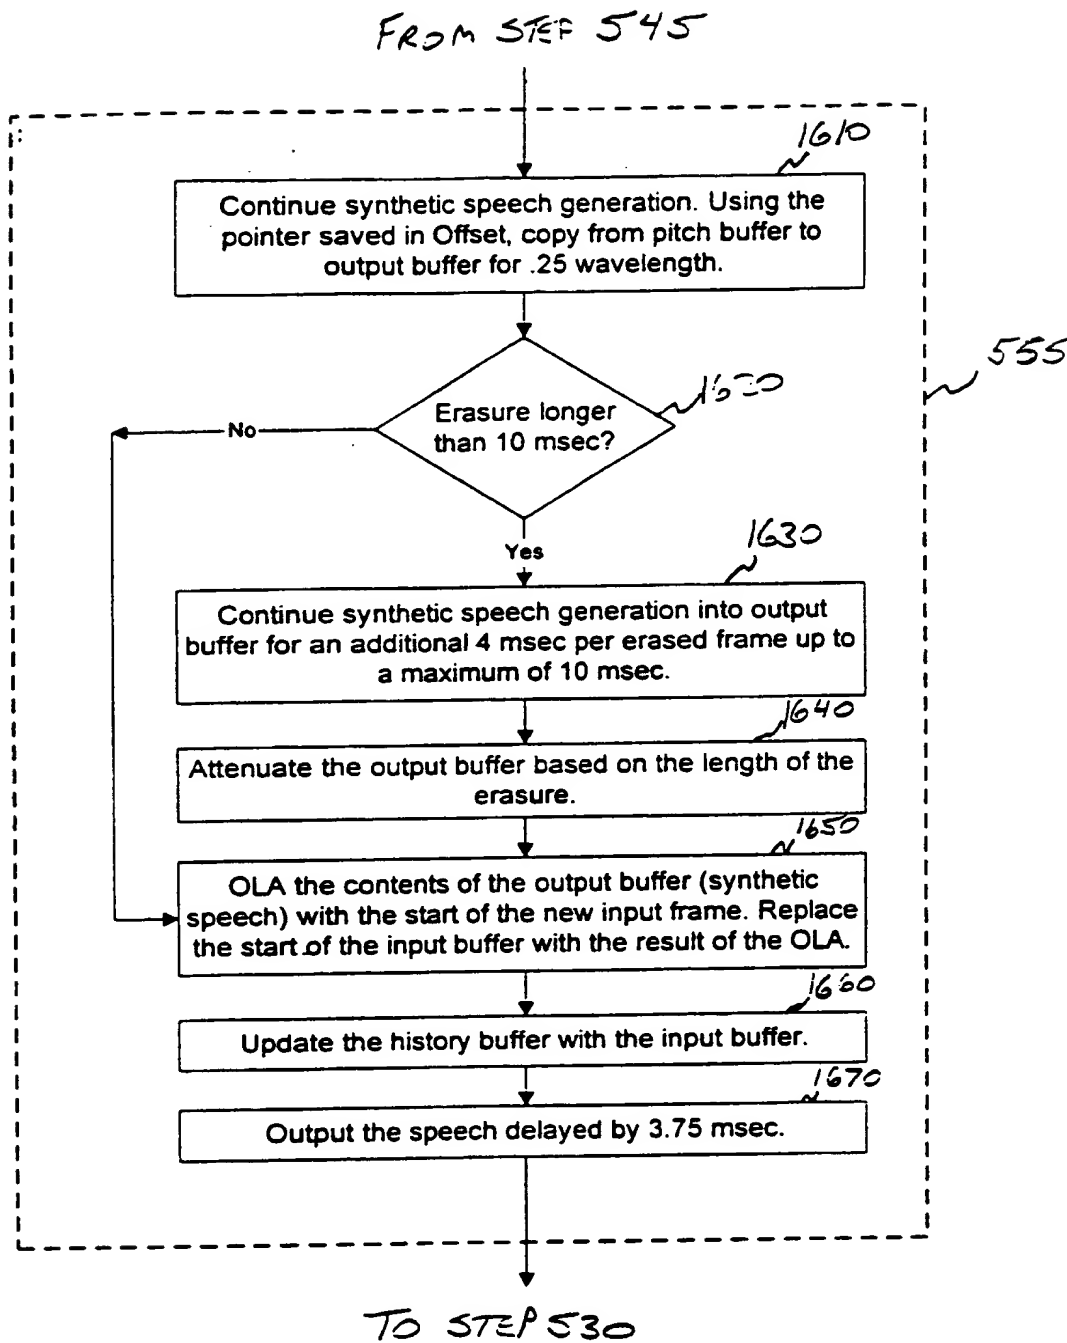 FROM STEP 545
1610
Continue synthetic speech generation. Using the
pointer saved in Offset, copy from pitch buffer to
output buffer for .25 wavelength.
555
1620
Erasure longer
than 10 msec?
No
Yes
1630
Continue synthetic speech generation into output
buffer for an additional 4 msec per erased frame up to
a maximum of 10 msec.
1640
Attenuate the output buffer based on the length of the
erasure.
1650
OLA the contents of the output buffer (synthetic
speech) with the start of the new input frame. Replace
the start of the input buffer with the result of the OLA.
1660
Update the history buffer with the input buffer.
1670
Output the speech delayed by 3.75 msec.
TO STEP 530